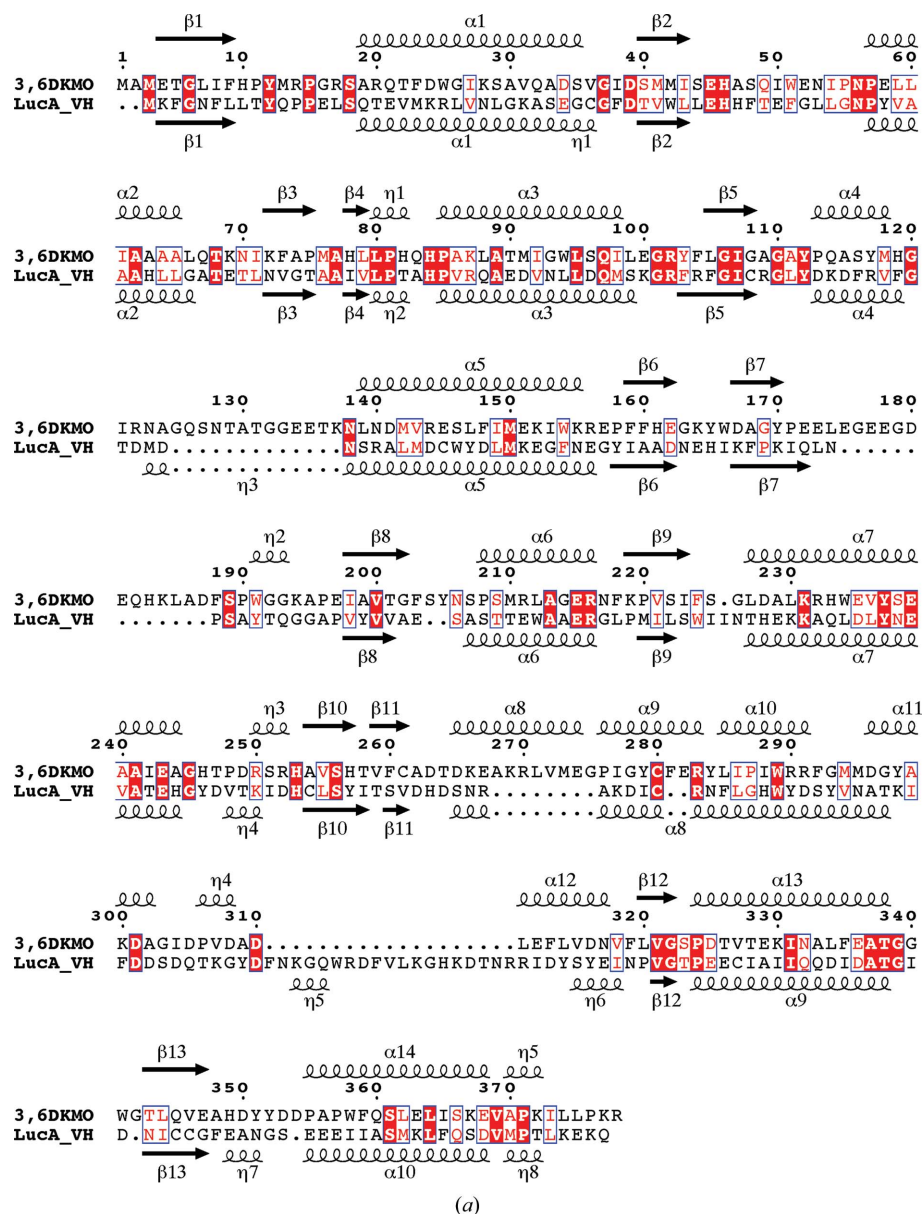 β1 α1 β2
1 10 20 30 40 50 60
3,6DKMO MAMETGLIFHPYMRPGRSARQTFDWGIKSAVQADSVGIDSMMISEHASQIWENIPNPELL
LucA_VH ..MKFGNFLLTYQPPELSQTEVMKRLVNLGKASEGCGFDTVWLLEHHFTEFGLLGNPYVA
β1 α1 η1 β2
α2 β3 β4 η1 α3 β5 α4
70 80 90 100 110 120
3,6DKMO IAAAALQTKNIKFAPMAHLLPHQHPAKLATMIGWLSQILEGRYFLGIGAGAYPQASYMHG
LucA_VH AAHLLGATETLNVGTAAIVLPTAHPVRQAEDVNLLDQMSKGRFRFGICRGLYDKDFRVFG
α2 β3 β4 η2 α3 β5 α4
α5 β6 β7
130 140 150 160 170 180
3,6DKMO IRNAGQSNTATGGEETKNLNDMVRESLFIMEKIWKREPFFHEGKYWDAGYPEELEGEEGD
LucA_VH TDMD.............NSRALMDCWYDLMKEGFNEGYIAADNEHIKFPKIQLN......
η3 α5 β6 β7
η2 β8 α6 β9 α7
190 200 210 220 230
3,6DKMO EQHKLADFSPWGGKAPEIAVTGFSYNSPSMRLAGERNFKPVSIFS.GLDALKRHWEVYSE
LucA_VH .......PSAYTQGGAPVYVVAE..SASTTEWAAERGLPMILSWIINTHEKKAQLDLYNE
β8 α6 β9 α7
η3 β10 β11 α8 α9 α10 α11
240 250 260 270 280 290
3,6DKMO AAIEAGHTPDRSRHAVSHTVFCADTDKEAKRLVMEGPIGYCFERYLIPIWRRFGMMDGYA
LucA_VH VATEHGYDVTKIDHCLSYITSVDHDSNR........AKDIC..RNFLGHWYDSYVNATKI
η4 β10 β11 α8
η4 α12 β12 α13
300 310 320 330 340
3,6DKMO KDAGIDPVDAD...................LEFLVDNVFLVGSPDTVTEKINALFEATGG
LucA_VH FDDSDQTKGYDFNKGQWRDFVLKGHKDTNRRIDYSYEINPVGTPEECIAIIQQDIDATGI
η5 η6 β12 α9
β13 α14 η5
350 360 370
3,6DKMO WGTLQVEAHDYYDDPAPWFQSLELISKEVAPKILLPKR
LucA_VH D.NICCGFEANGS.EEEIIASMKLFQSDVMPTLKEKQ
β13 η7 α10 η8
(a)